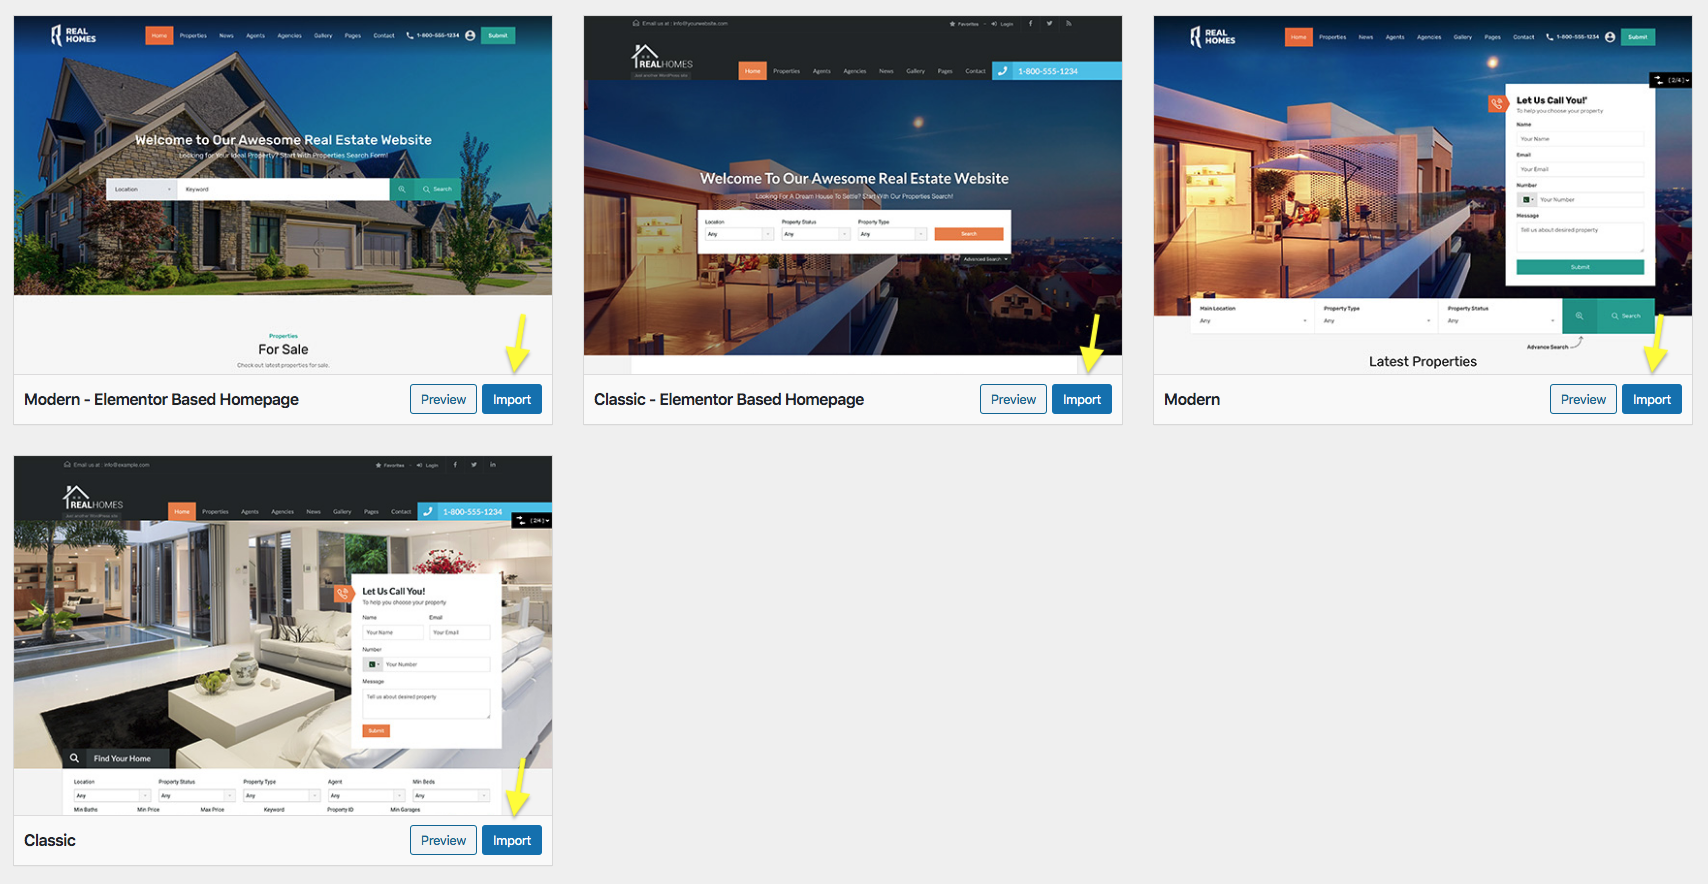 REAL HOMES
Home Properties News Agents Agencies Gallery Pages Contact 1-800-555-1234 Submit
Welcome to Our Awesome Real Estate Website
Looking for Your Ideal Property? Start With Properties Search Form!
Location Keyword Search
Properties
For Sale
Check out latest properties for sale.
Modern - Elementor Based Homepage Preview Import
Email us at : info@yourwebsite.com Favorites Login
REALHOMES
Just another WordPress site
Home Properties Agents Agencies News Gallery Pages Contact 1-800-555-1234
Welcome To Our Awesome Real Estate Website
Looking For A Dream House To Settle? Start With Our Properties Search!
Location Property Status Property Type
Any Any Any Search
Advanced Search
Classic - Elementor Based Homepage Preview Import
REAL HOMES
Home Properties News Agents Agencies Gallery Pages Contact 1-800-555-1234 Submit
(2/4)
Let Us Call You!
To help you choose your property
Name
Your Name
Email
Your Email
Number
Your Number
Message
Tell us about desired property
Submit
Main Location Property Type Property Status
Any Any Any Search
Advance Search
Latest Properties
Modern Preview Import
Email us at : info@example.com Favorites Login
REALHOMES
Just another WordPress site
Home Properties Agents Agencies News Gallery Pages Contact 1-800-555-1234
(2/4)
Let Us Call You!
To help you choose your property
Name Email
Your Name Your Email
Number
Your Number
Message
Tell us about desired property
Submit
Find Your Home
Location Property Status Property Type Agent Min Beds
Any Any Any Any Any
Min Baths Min Price Max Price Keyword Property ID Min Garages
Classic Preview Import